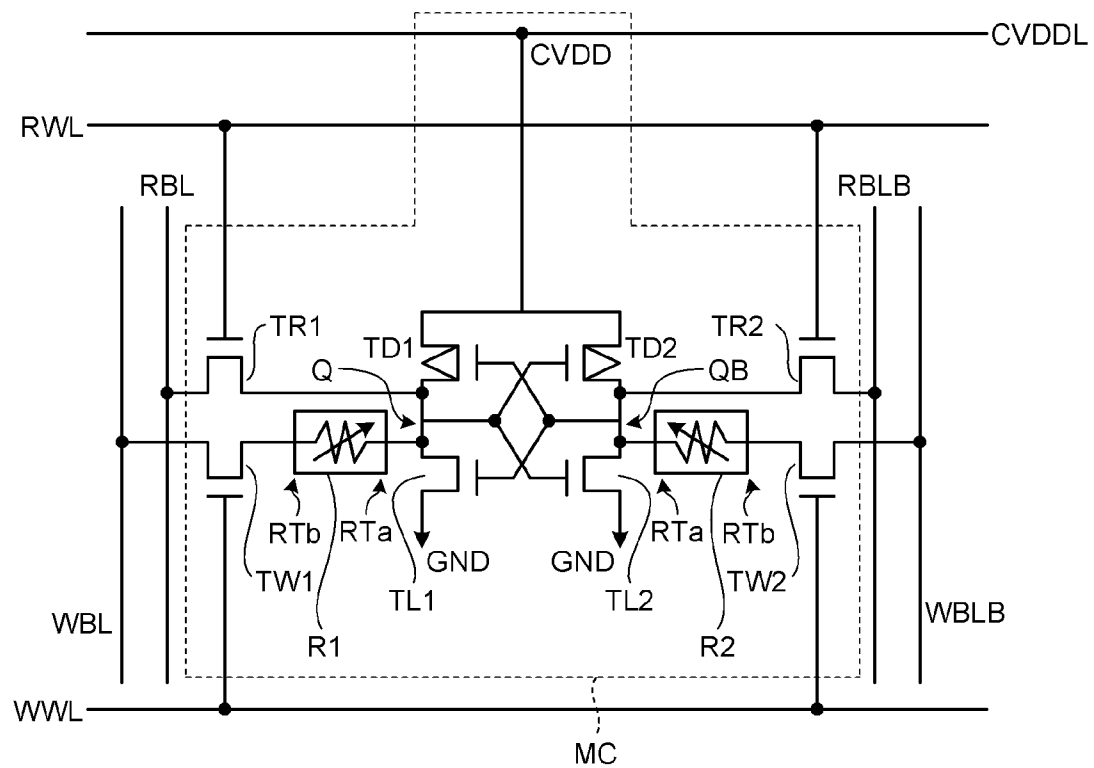 CVDD
CVDDL
RWL
RBL
RBLB
TR1
TR2
TD1
TD2
Q
QB
RTb
RTa
RTa
RTb
GND
GND
TW1
TW2
TL1
TL2
WBL
R1
R2
WBLB
WWL
MC